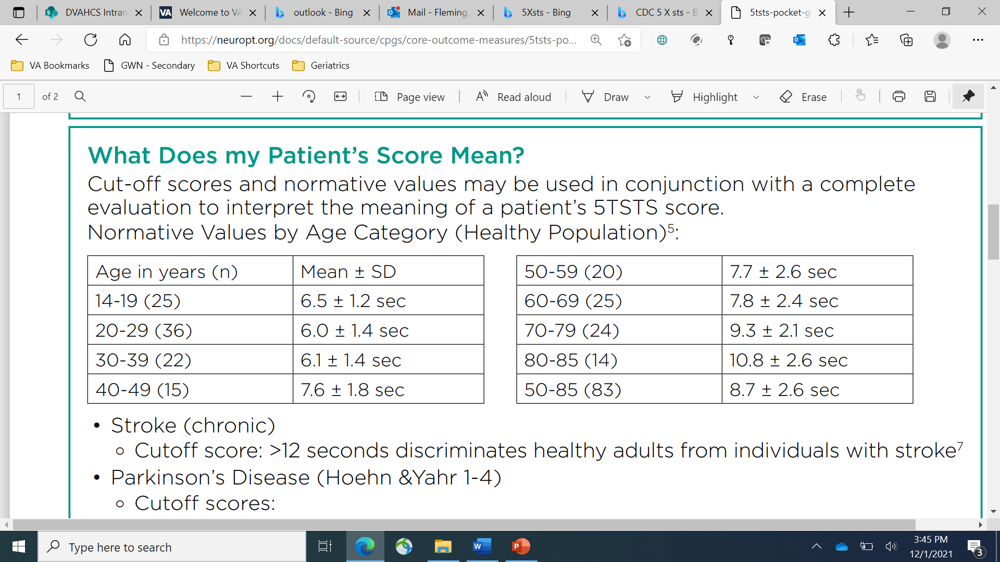 DVAHCS Intran
Welcome to VA
outlook - Bing
Mail - Fleming,
5Xsts - Bing
CDC 5 X sts - B
5tsts-pocket-g
https://neuropt.org/docs/default-source/cpgs/core-outcome-measures/5tsts-po...
VA Bookmarks
GWN - Secondary
VA Shortcuts
Geriatrics
1 of 2
Page view
Read aloud
Draw
Highlight
Erase
What Does my Patient's Score Mean?
Cut-off scores and normative values may be used in conjunction with a complete
evaluation to interpret the meaning of a patient's 5TSTS score.
Normative Values by Age Category (Healthy Population)⁵:
Age in years (n) Mean ± SD
14-19 (25) 6.5 ± 1.2 sec
20-29 (36) 6.0 ± 1.4 sec
30-39 (22) 6.1 ± 1.4 sec
40-49 (15) 7.6 ± 1.8 sec
50-59 (20) 7.7 ± 2.6 sec
60-69 (25) 7.8 ± 2.4 sec
70-79 (24) 9.3 ± 2.1 sec
80-85 (14) 10.8 ± 2.6 sec
50-85 (83) 8.7 ± 2.6 sec
• Stroke (chronic)
○ Cutoff score: >12 seconds discriminates healthy adults from individuals with stroke⁷
• Parkinson's Disease (Hoehn &Yahr 1-4)
○ Cutoff scores:
Type here to search
3:45 PM
12/1/2021
3